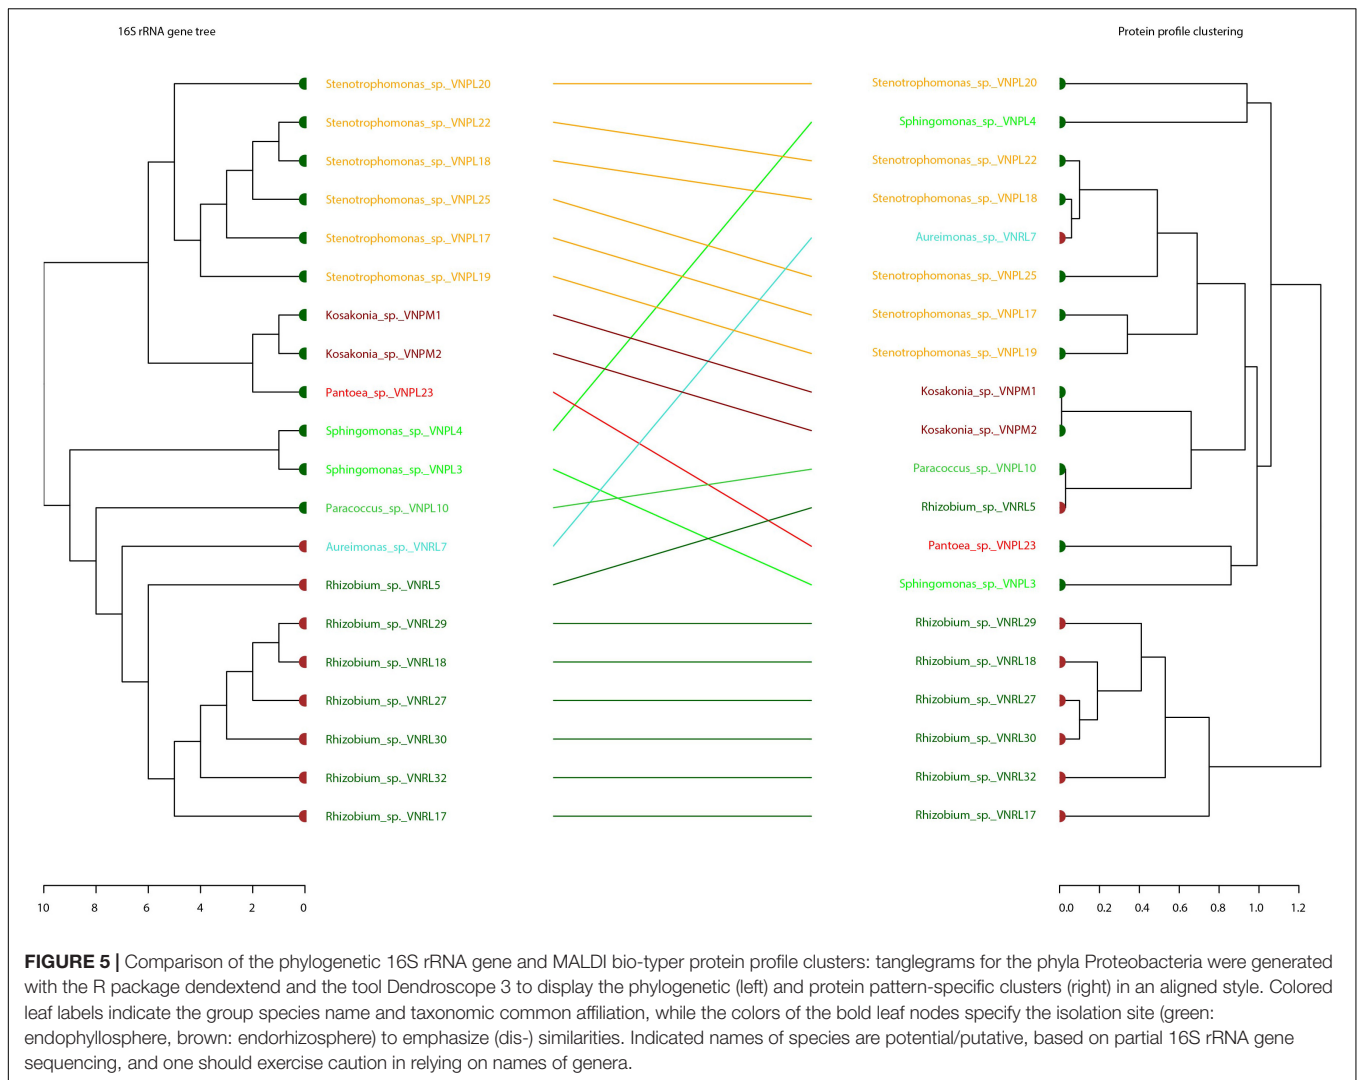 16S rRNA gene tree
Protein profile clustering
Stenotrophomonas_sp._VNPL20
Stenotrophomonas_sp._VNPL22
Stenotrophomonas_sp._VNPL18
Stenotrophomonas_sp._VNPL25
Stenotrophomonas_sp._VNPL17
Stenotrophomonas_sp._VNPL19
Kosakonia_sp._VNPM1
Kosakonia_sp._VNPM2
Pantoea_sp._VNPL23
Sphingomonas_sp._VNPL4
Sphingomonas_sp._VNPL3
Paracoccus_sp._VNPL10
Aureimonas_sp._VNRL7
Rhizobium_sp._VNRL5
Rhizobium_sp._VNRL29
Rhizobium_sp._VNRL18
Rhizobium_sp._VNRL27
Rhizobium_sp._VNRL30
Rhizobium_sp._VNRL32
Rhizobium_sp._VNRL17
Stenotrophomonas_sp._VNPL20
Sphingomonas_sp._VNPL4
Stenotrophomonas_sp._VNPL22
Stenotrophomonas_sp._VNPL18
Aureimonas_sp._VNRL7
Stenotrophomonas_sp._VNPL25
Stenotrophomonas_sp._VNPL17
Stenotrophomonas_sp._VNPL19
Kosakonia_sp._VNPM1
Kosakonia_sp._VNPM2
Paracoccus_sp._VNPL10
Rhizobium_sp._VNRL5
Pantoea_sp._VNPL23
Sphingomonas_sp._VNPL3
Rhizobium_sp._VNRL29
Rhizobium_sp._VNRL18
Rhizobium_sp._VNRL27
Rhizobium_sp._VNRL30
Rhizobium_sp._VNRL32
Rhizobium_sp._VNRL17
10 8 6 4 2 0
0.0 0.2 0.4 0.6 0.8 1.0 1.2
FIGURE 5 | Comparison of the phylogenetic 16S rRNA gene and MALDI bio-typer protein profile clusters: tanglegrams for the phyla Proteobacteria were generated
with the R package dendextend and the tool Dendroscope 3 to display the phylogenetic (left) and protein pattern-specific clusters (right) in an aligned style. Colored
leaf labels indicate the group species name and taxonomic common affiliation, while the colors of the bold leaf nodes specify the isolation site (green:
endophyllosphere, brown: endorhizosphere) to emphasize (dis-) similarities. Indicated names of species are potential/putative, based on partial 16S rRNA gene
sequencing, and one should exercise caution in relying on names of genera.